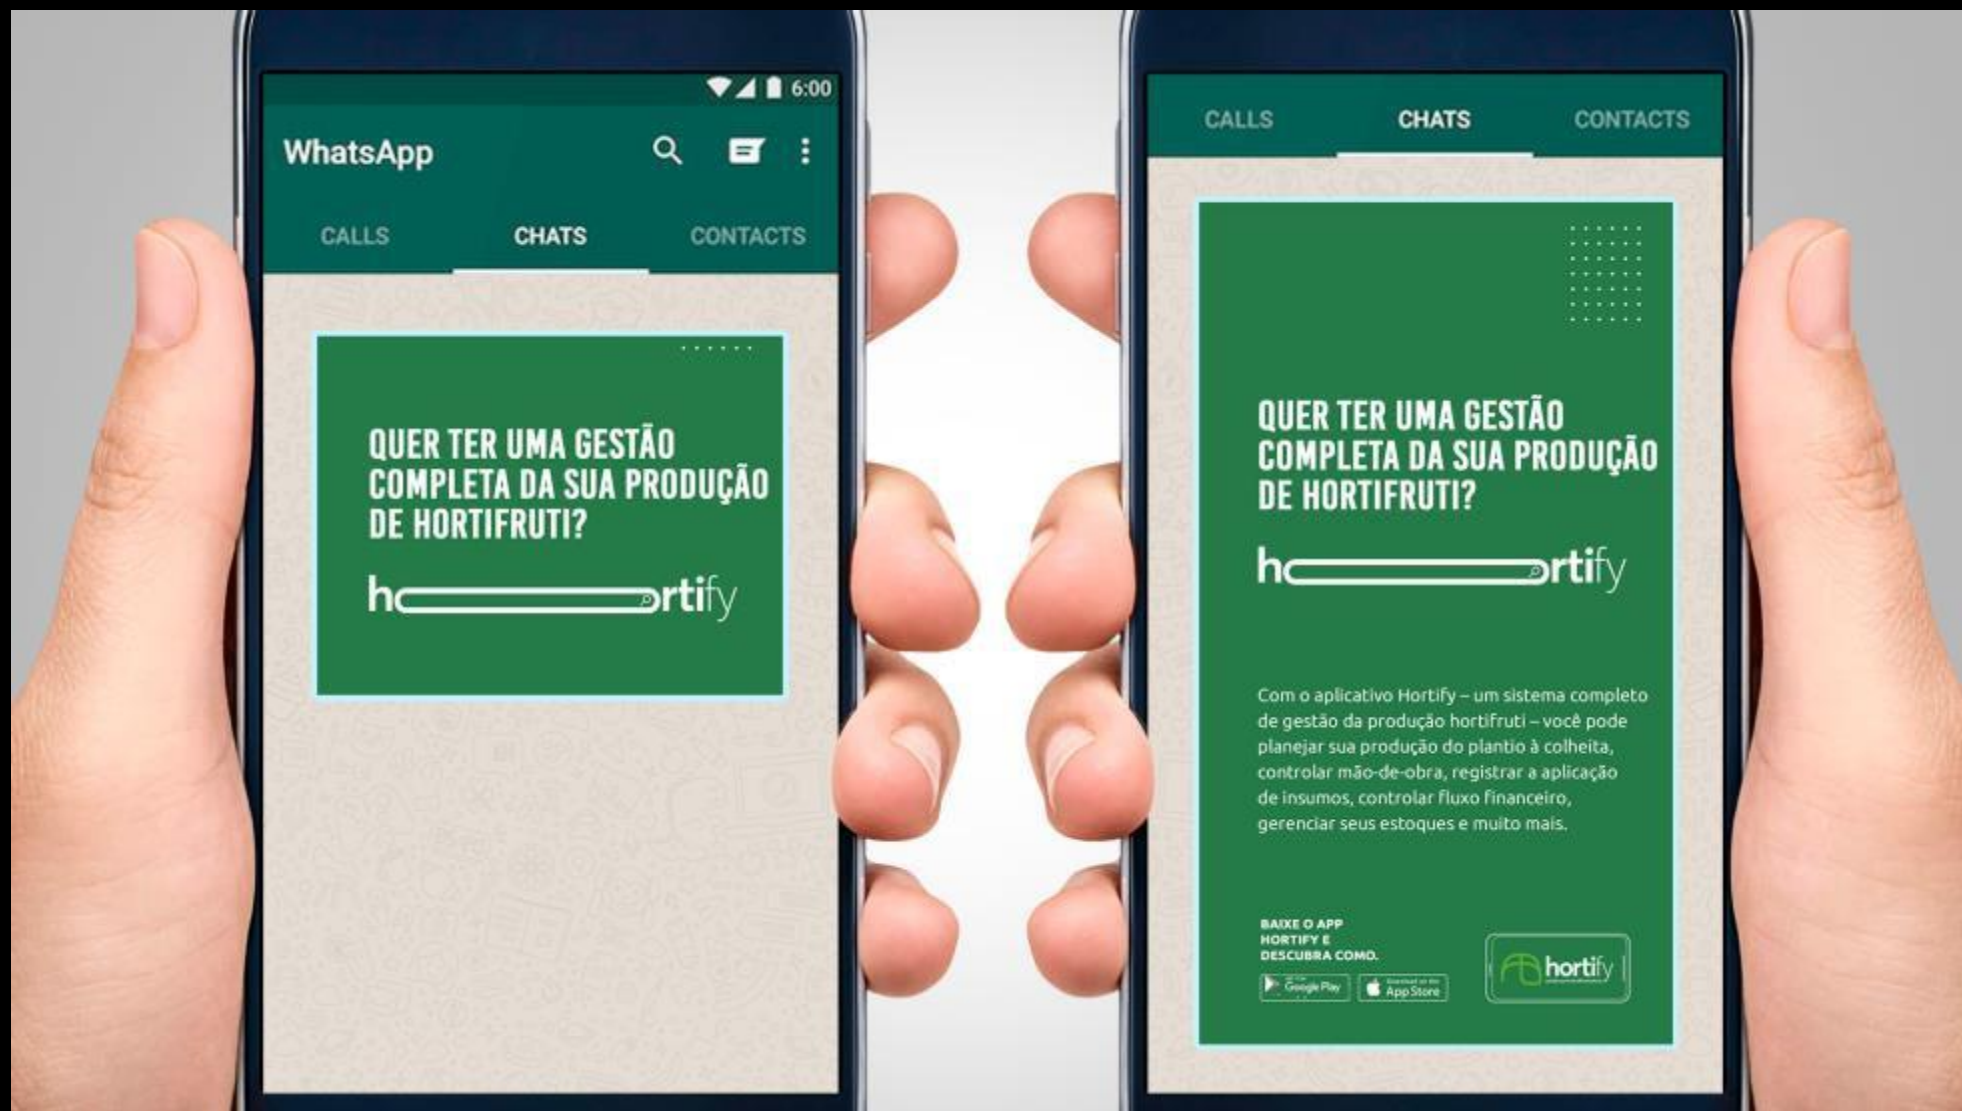 6:00
WhatsApp
CALLS CHATS CONTACTS
QUER TER UMA GESTÃO
COMPLETA DA SUA PRODUÇÃO
DE HORTIFRUTI?
hortify
CALLS CHATS CONTACTS
QUER TER UMA GESTÃO
COMPLETA DA SUA PRODUÇÃO
DE HORTIFRUTI?
hortify
Com o aplicativo Hortify – um sistema completo
de gestão da produção hortifruti – você pode
planejar sua produção do plantio à colheita,
controlar mão-de-obra, registrar a aplicação
de insumos, controlar fluxo financeiro,
gerenciar seus estoques e muito mais.
BAIXE O APP
HORTIFY E
DESCUBRA COMO.
Google Play
Download on the
App Store
hortify